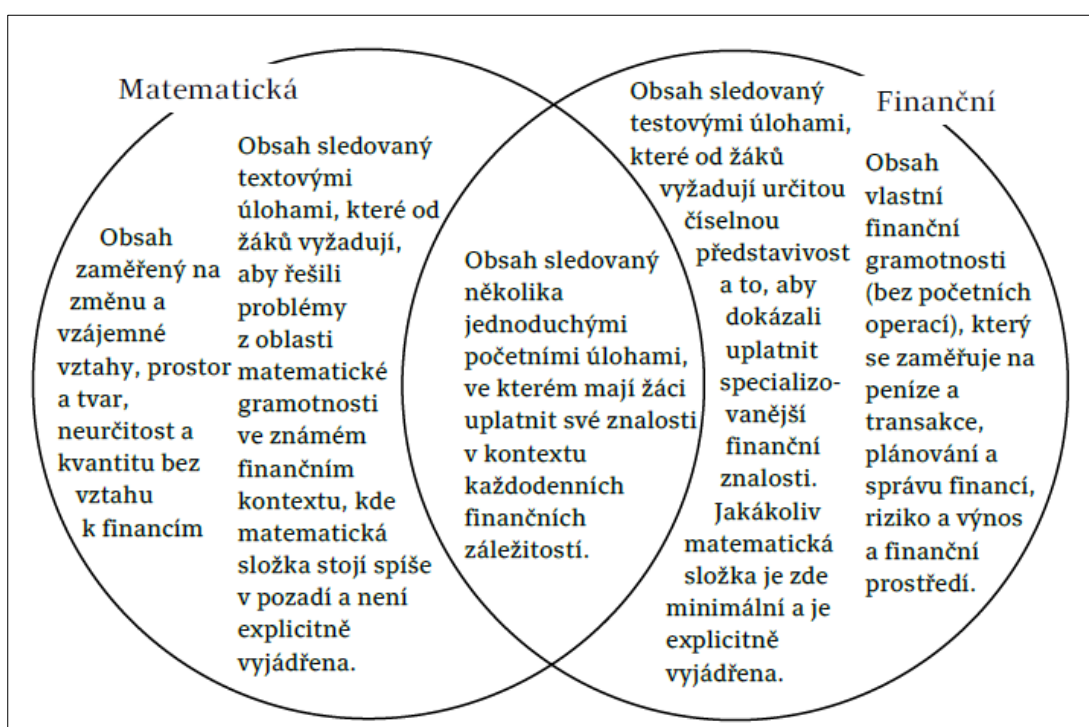 Matematická
Obsah
zaměřený na
změnu a
vzájemné
vztahy, prostor
a tvar,
neurčitost a
kvantitu bez
vztahu
k financím
Obsah sledovaný
textovými
úlohami, které od
žáků vyžadují,
aby řešili
problémy
z oblasti
matematické
gramotnosti
ve známém
finančním
kontextu, kde
matematická
složka stojí spíše
v pozadí a není
explicitně
vyjádřena.
Obsah sledovaný
několika
jednoduchými
početními úlohami,
ve kterém mají žáci
uplatnit své znalosti
v kontextu
každodenních
finančních
záležitostí.
Obsah sledovaný
testovými úlohami,
které od žáků
vyžadují určitou
číselnou
představivost
a to, aby
dokázali
uplatnit
specializo-
vanější
finanční
znalosti.
Jakákoliv
matematická
složka je zde
minimální a je
explicitně
vyjádřena.
Finanční
Obsah
vlastní
finanční
gramotnosti
(bez početních
operací), který
se zaměřuje na
peníze a
transakce,
plánování a
správu financí,
riziko a výnos
a finanční
prostředí.